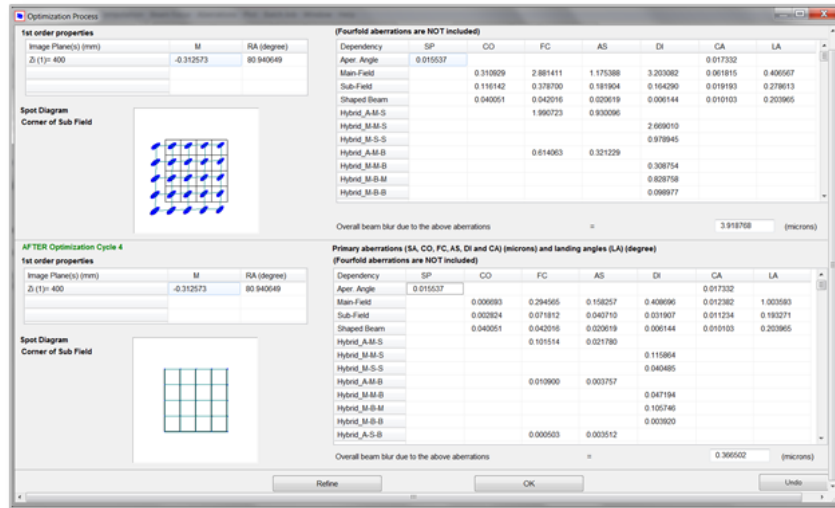 Optimization Process
1st order properties
(Fourfold aberrations are NOT included)
Image Plane(s) (mm) M RA (degree)
Zi (1)= 400 -0.312573 80.940649
Dependency SP CO FC AS DI CA LA
Aper. Angle 0.015537 0.017332
Main-Field 0.310929 2.881411 1.175388 3.203082 0.061815 0.406567
Sub-Field 0.116142 0.378700 0.181904 0.164290 0.019193 0.278613
Shaped Beam 0.040051 0.042016 0.020619 0.006144 0.010103 0.203965
Hybrid_A-M-S 1.990723 0.930096
Hybrid_M-M-S 2.669010
Hybrid_M-S-S 0.978945
Hybrid_A-M-B 0.614063 0.321229
Hybrid_M-M-B 0.308754
Hybrid_M-B-M 0.828758
Hybrid_M-B-B 0.098977
Spot Diagram
Corner of Sub Field
Overall beam blur due to the above aberrations = 3.918768 (microns)
AFTER Optimization Cycle 4
1st order properties
Primary aberrations (SA, CO, FC, AS, DI and CA) (microns) and landing angles (LA) (degree)
(Fourfold aberrations are NOT included)
Image Plane(s) (mm) M RA (degree)
Zi (1)= 400 -0.312573 80.940649
Dependency SP CO FC AS DI CA LA
Aper. Angle 0.015537 0.017332
Main-Field 0.006693 0.294565 0.158257 0.408696 0.012382 1.003593
Sub-Field 0.002824 0.071812 0.040710 0.031907 0.011234 0.193271
Shaped Beam 0.040051 0.042016 0.020619 0.006144 0.010103 0.203965
Hybrid_A-M-S 0.101514 0.021780
Hybrid_M-M-S 0.115864
Hybrid_M-S-S 0.040485
Hybrid_A-M-B 0.010900 0.003757
Hybrid_M-M-B 0.047194
Hybrid_M-B-M 0.105746
Hybrid_M-B-B 0.003920
Hybrid_A-S-B 0.000503 0.003512
Spot Diagram
Corner of Sub Field
Overall beam blur due to the above aberrations = 0.366502 (microns)
Refine OK Undo